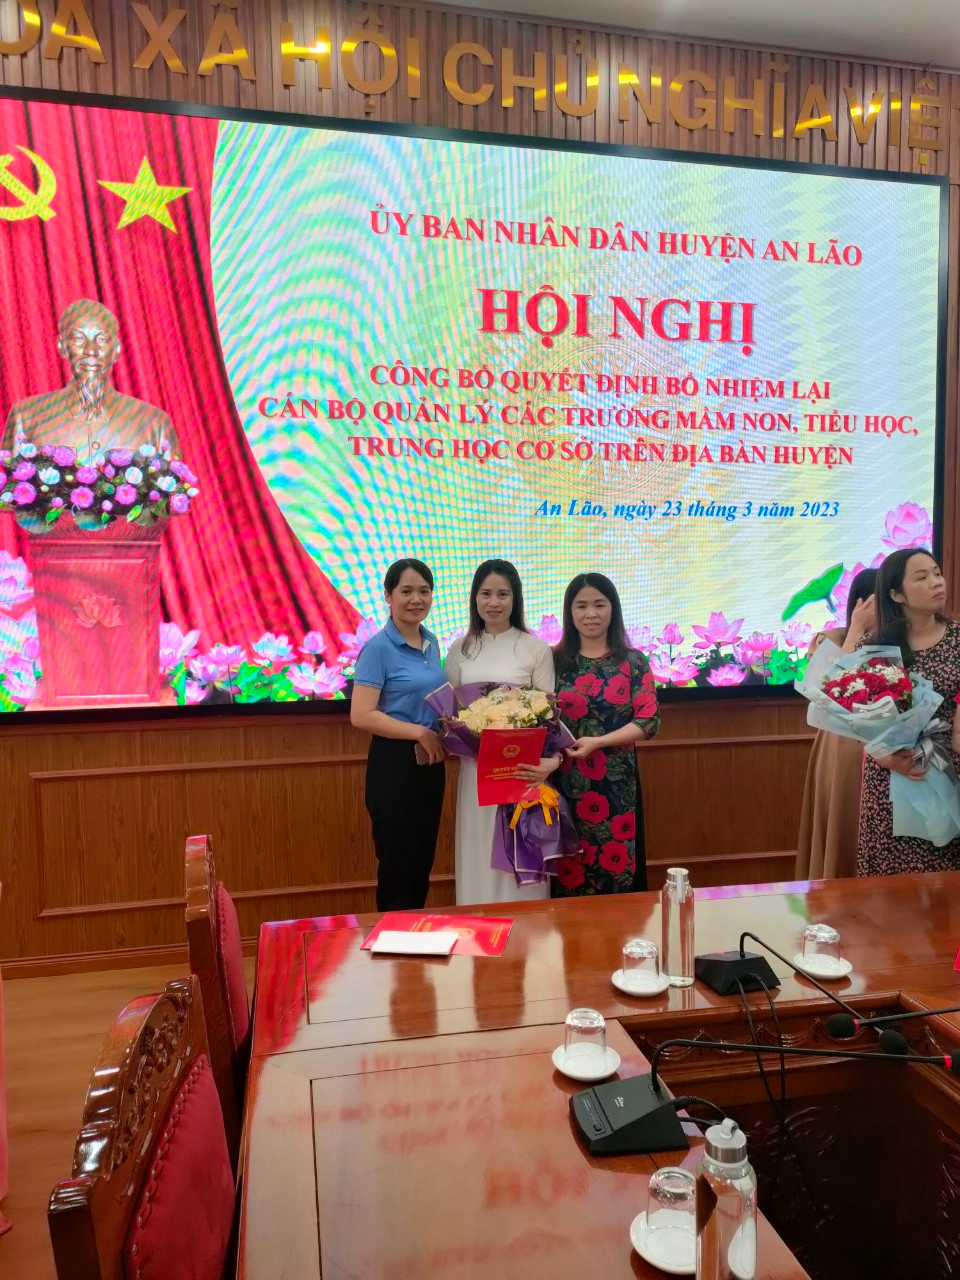 HÒA XÃ HỘI CHỦ NGHĨA VIỆ
ỦY BAN NHÂN DÂN HUYỆN AN LÃO
HỘI NGHỊ
CÔNG BỐ QUYẾT ĐỊNH BỔ NHIỆM LẠI
CÁN BỘ QUẢN LÝ CÁC TRƯỜNG MẦM NON, TIỂU HỌC,
TRUNG HỌC CƠ SỞ TRÊN ĐỊA BÀN HUYỆN
An Lão, ngày 23 tháng 3 năm 2023